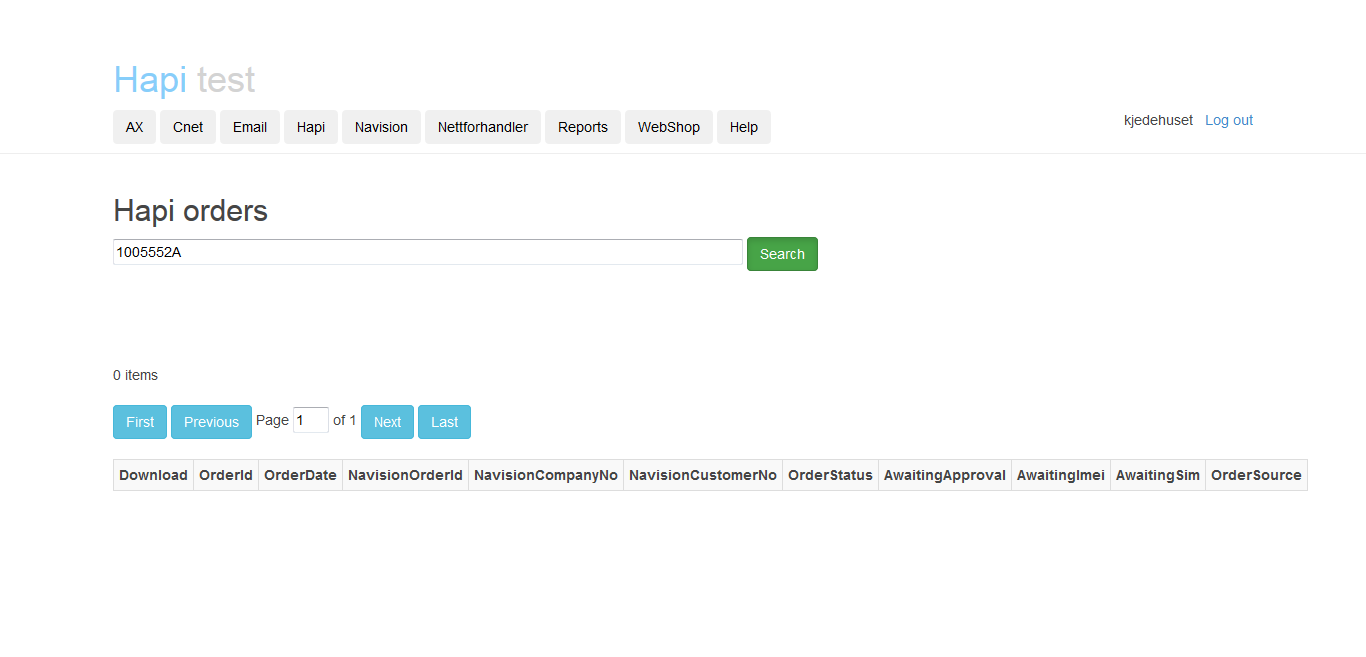 Hapi test
AX Cnet Email Hapi Navision Nettforhandler Reports WebShop Help
kjedehuset Log out
Hapi orders
1005552A Search
0 items
First Previous Page 1 of 1 Next Last
Download OrderId OrderDate NavisionOrderId NavisionCompanyNo NavisionCustomerNo OrderStatus AwaitingApproval AwaitingImei AwaitingSim OrderSource